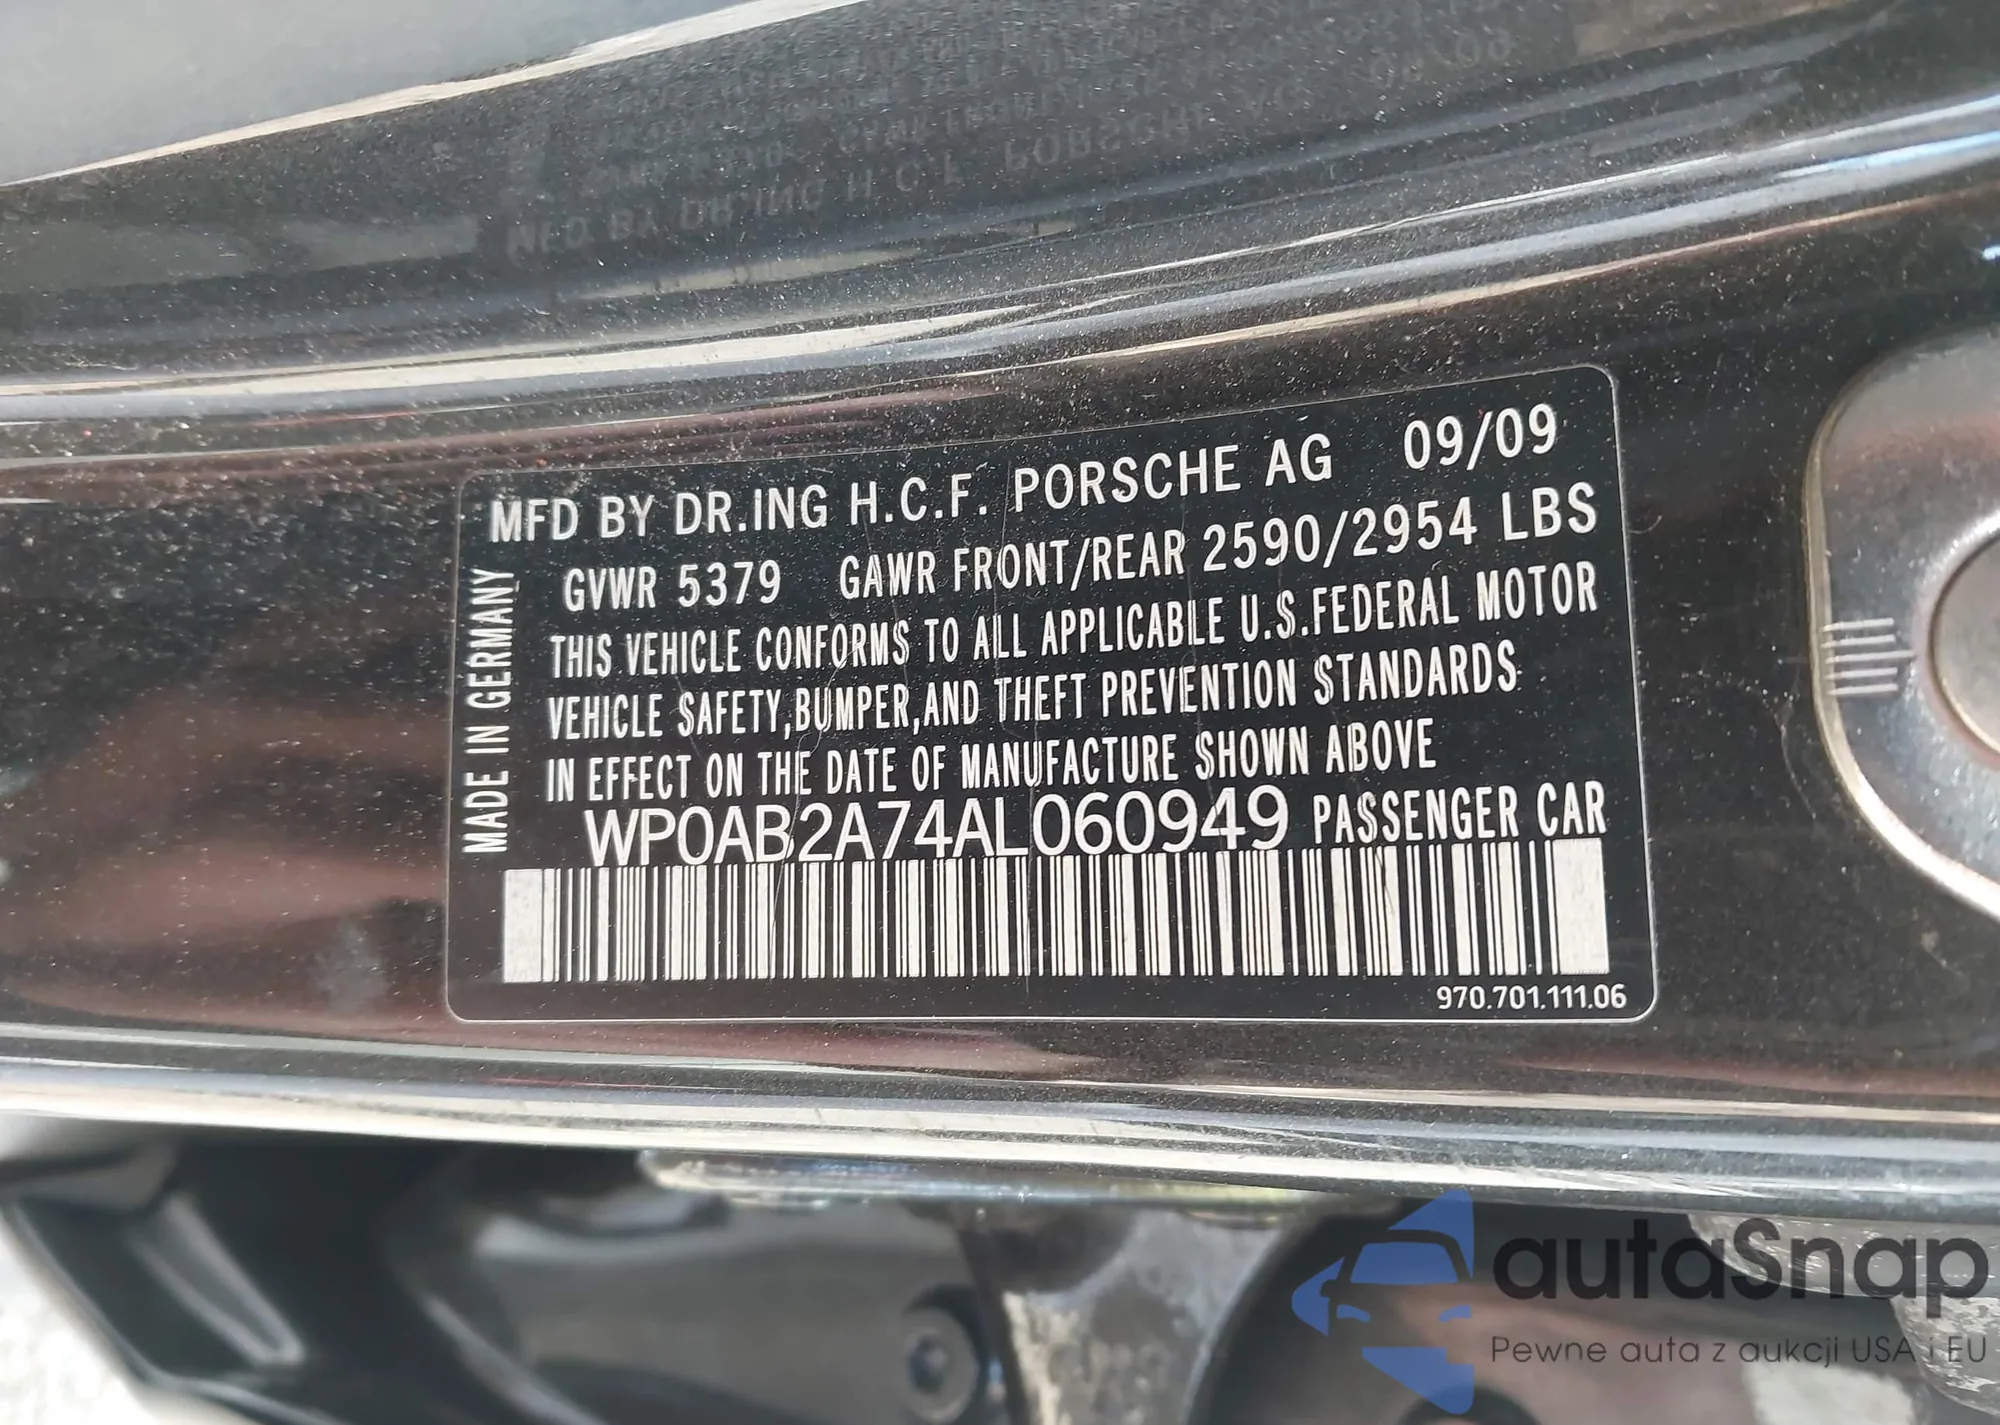 MFD BY DR.ING H.C.F. PORSCHE AG 09/09
GVWR 5379 GAWR FRONT/REAR 2590/2954 LBS
THIS VEHICLE CONFORMS TO ALL APPLICABLE U.S.FEDERAL MOTOR
VEHICLE SAFETY,BUMPER,AND THEFT PREVENTION STANDARDS
IN EFFECT ON THE DATE OF MANUFACTURE SHOWN ABOVE
WP0AB2A74AL060949 PASSENGER CAR
MADE IN GERMANY
970.701.111.06
autaSnap
Pewne auta z aukcji USA i EU